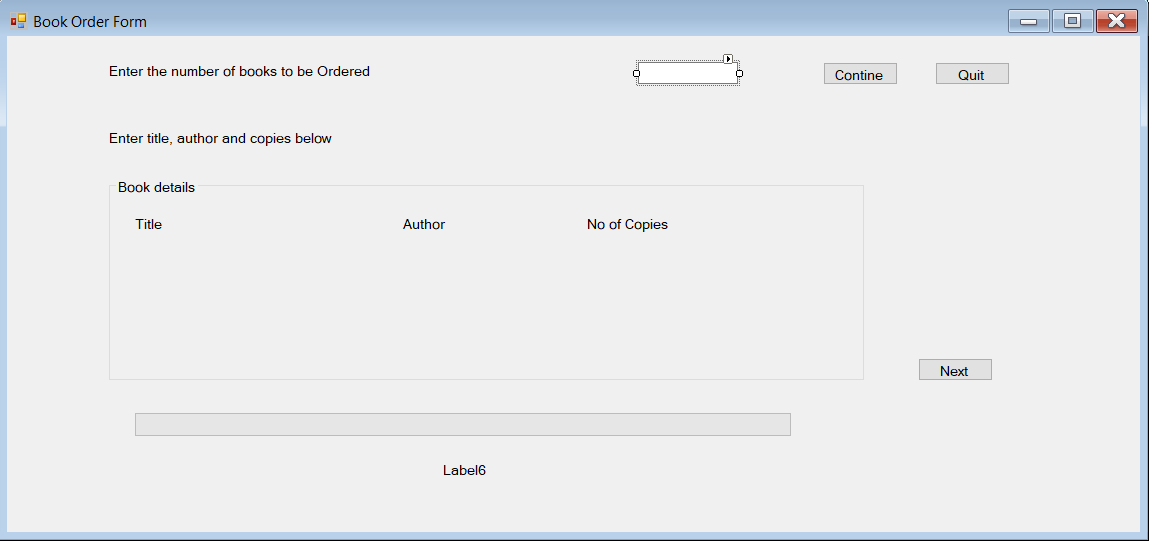 Book Order Form
Enter the number of books to be Ordered Contine Quit
Enter title, author and copies below
Book details
Title Author No of Copies
Next
Label6